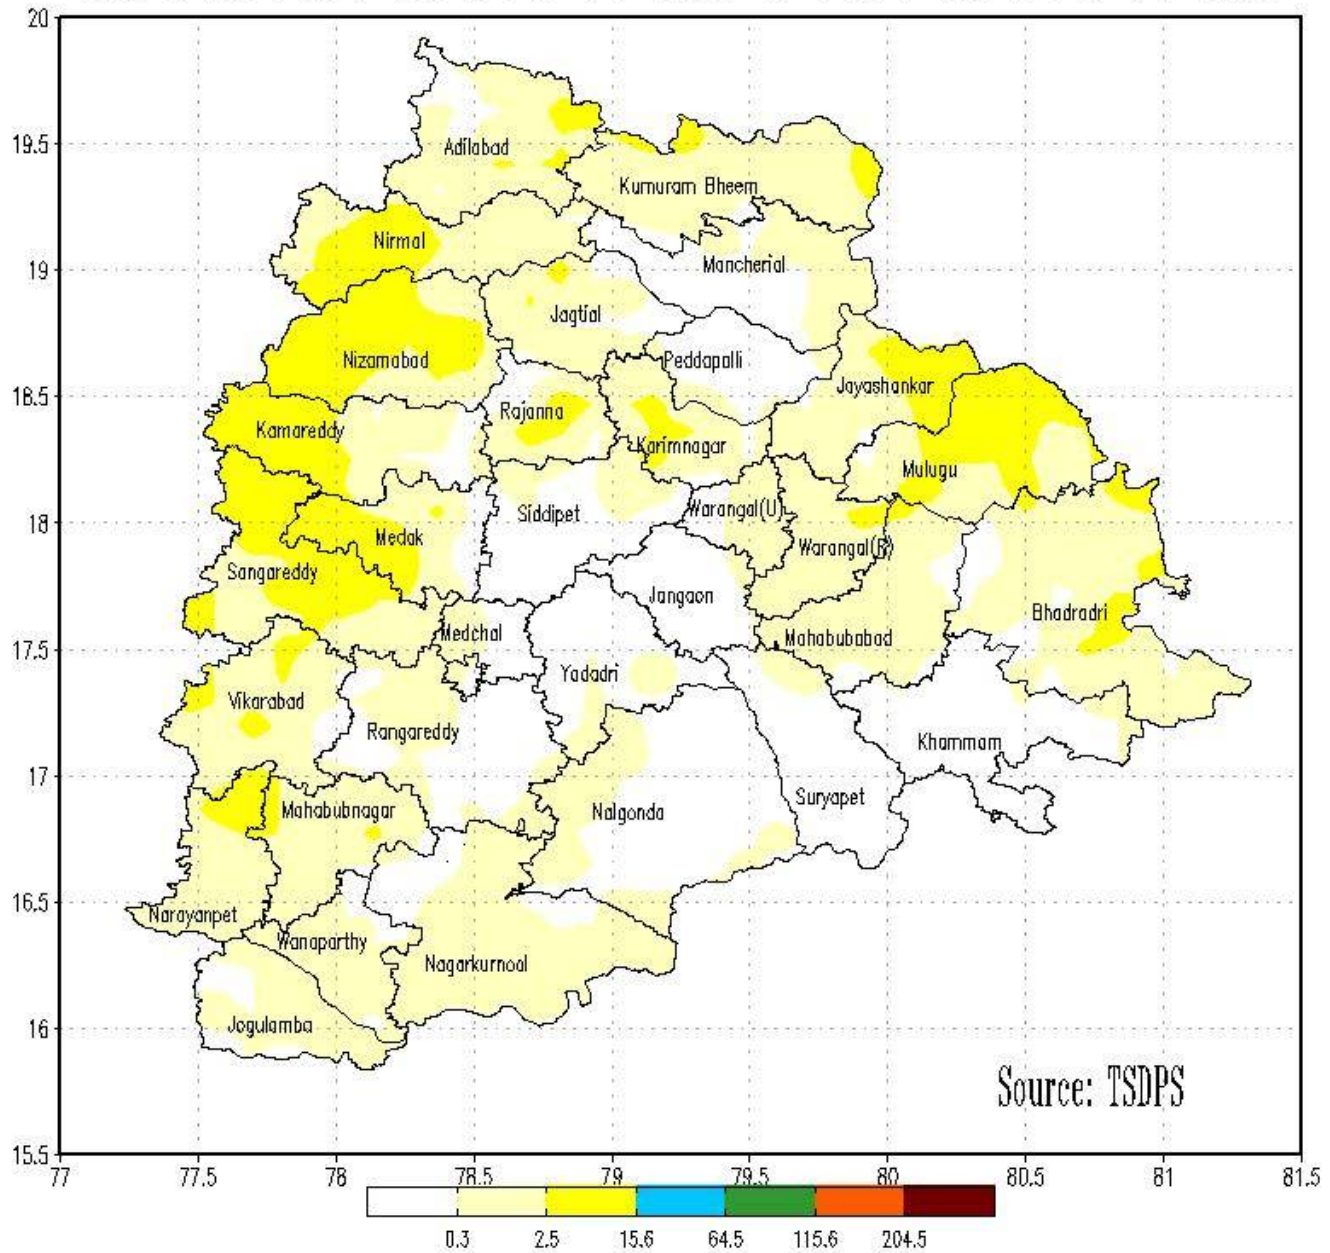 20
19.5
19
18.5
18
17.5
17
16.5
16
15.5
Adilabad
Kumuram Bheem
Nirmal
Mancherial
Jagtial
Nizamabad
Peddapalli
Jayashankar
Rajanna
Kamareddy
Karimnagar
Mulugu
Siddipet
Warangal(U)
Medak
Warangal(R)
Sangareddy
Jangaon
Bhadradri
Medchal
Mahabubabad
Yadadri
Vikarabad
Rangareddy
Khammam
Mahabubnagar
Suryapet
Nalgonda
Narayanpet
Wanaparthy
Nagarkurnool
Jogulamba
Source: TSDPS
77 77.5 78 78.5 79 79.5 80 80.5 81 81.5
0.3 2.5 15.6 64.5 115.6 204.5